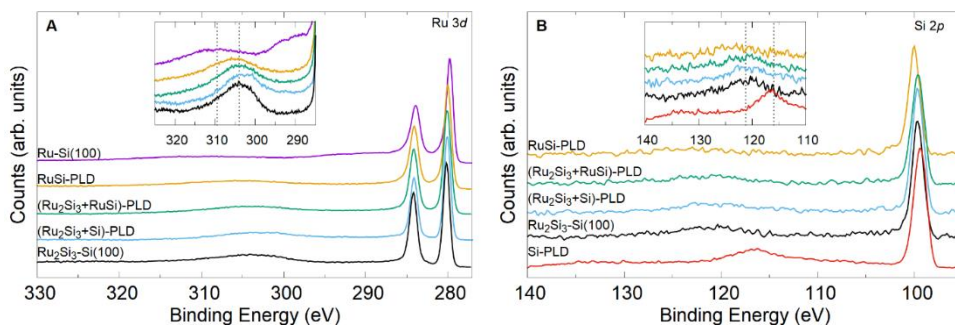 A
Ru 3d
325 320 310 300 290
Ru-Si(100)
RuSi-PLD
(Ru₂Si₃+RuSi)-PLD
(Ru₂Si₃+Si)-PLD
Ru₂Si₃-Si(100)
330 320 310 300 290 280
Binding Energy (eV)
Counts (arb. units)
B
Si 2p
140 130 120 110
RuSi-PLD
(Ru₂Si₃+RuSi)-PLD
(Ru₂Si₃+Si)-PLD
Ru₂Si₃-Si(100)
Si-PLD
140 130 120 110 100
Binding Energy (eV)
Counts (arb. units)